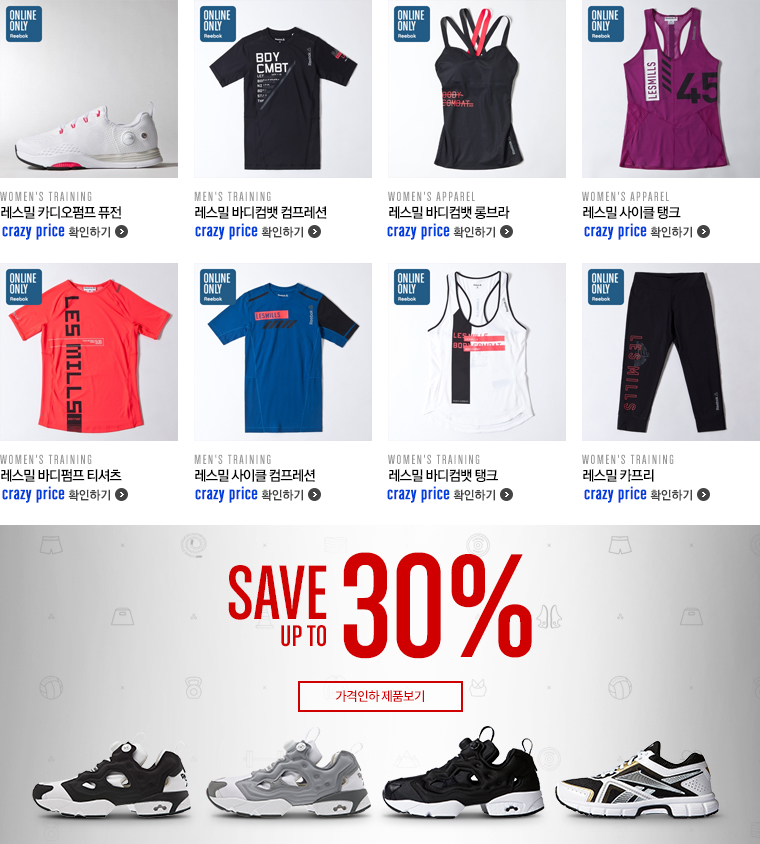 ONLINE
ONLY
Reebok
ONLINE
ONLY
Reebok
BDY
CMBT
Reebok
ONLINE
ONLY
Reebok
BODY
COMBAT
ONLINE
ONLY
Reebok
LESMILLS
45
WOMEN'S TRAINING
레스밀 카디오펌프 퓨전
crazy price 확인하기
MEN'S TRAINING
레스밀 바디컴뱃 컴프레션
crazy price 확인하기
WOMEN'S APPAREL
레스밀 바디컴뱃 롱브라
crazy price 확인하기
WOMEN'S APPAREL
레스밀 사이클 탱크
crazy price 확인하기
ONLINE
ONLY
Reebok
LES MILLS
ONLINE
ONLY
Reebok
LESMILLS
Reebok
ONLINE
ONLY
Reebok
LESMILLS
BODY COMBAT
ONLINE
ONLY
Reebok
LES MILLS
Reebok
WOMEN'S TRAINING
레스밀 바디펌프 티셔츠
crazy price 확인하기
MEN'S TRAINING
레스밀 사이클 컴프레션
crazy price 확인하기
WOMEN'S TRAINING
레스밀 바디컴뱃 탱크
crazy price 확인하기
WOMEN'S TRAINING
레스밀 카프리
crazy price 확인하기
SAVE
UP TO
30%
가격인하 제품보기